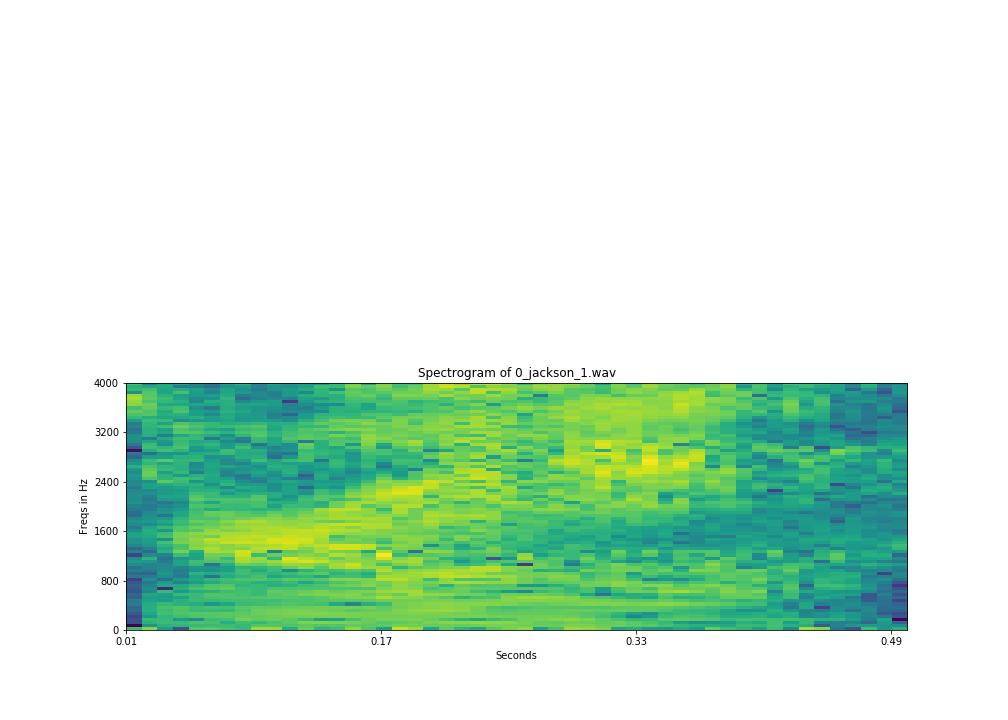 Spectrogram of 0_jackson_1.wav
4000
3200
2400
1600
800
0
Freqs in Hz
0.01 0.17 0.33 0.49
Seconds